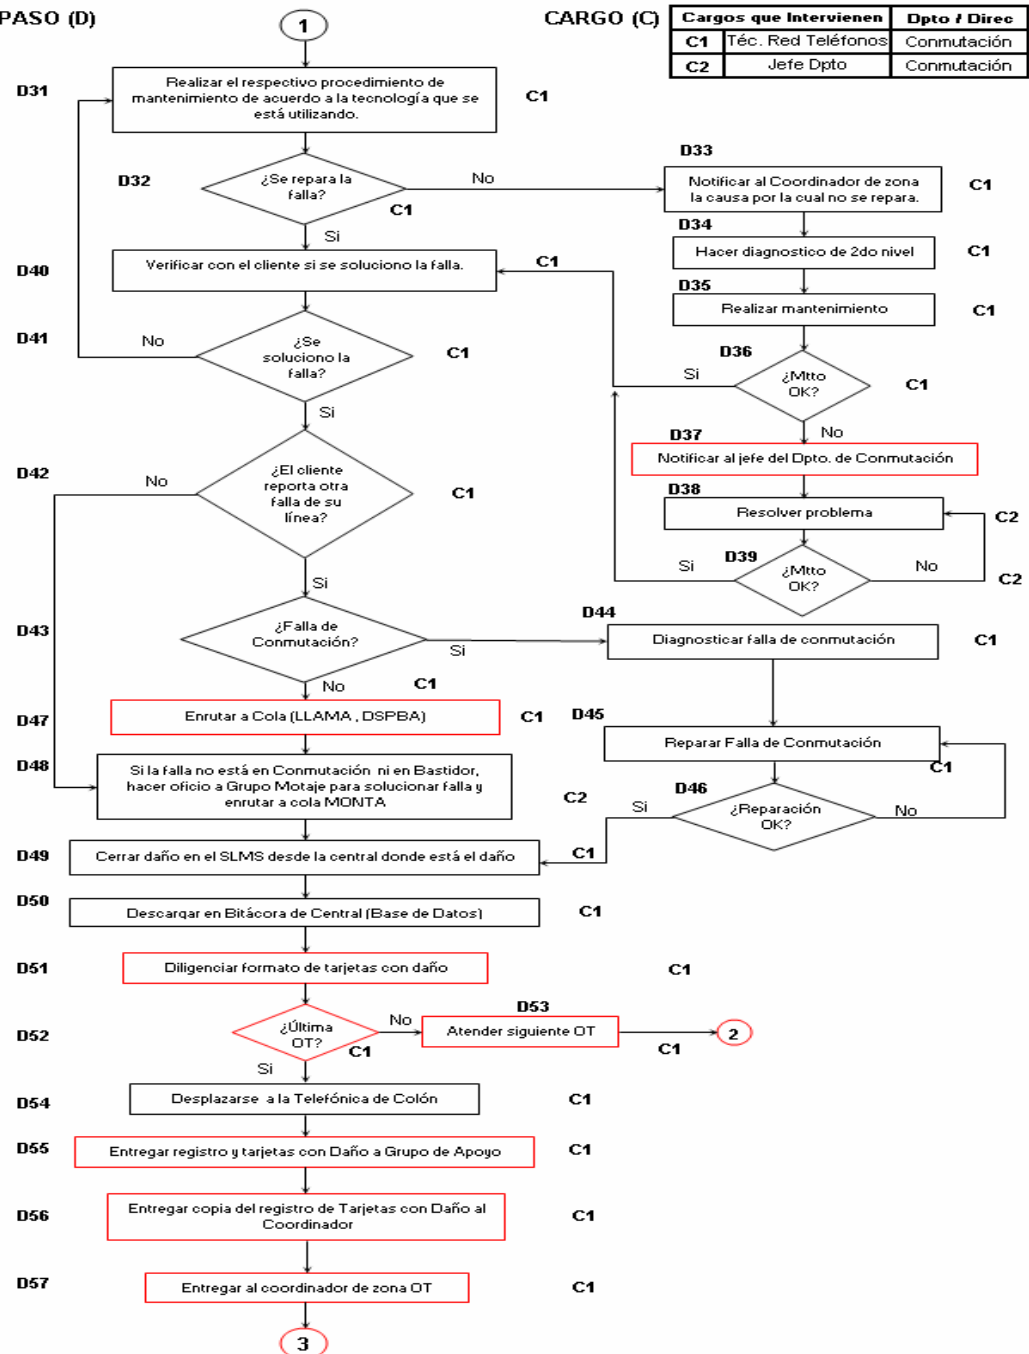 PASO (D)
1
CARGO (C)
Cargos que Intervienen
Dpto / Direc
C1
Téc. Red Teléfonos
Conmutación
C2
Jefe Dpto
Conmutación
D31
Realizar el respectivo procedimiento de
mantenimiento de acuerdo a la tecnología que se
está utilizando.
C1
D32
¿Se repara la
falla?
No
C1
Si
D33
Notificar al Coordinador de zona
la causa por la cual no se repara.
C1
D34
Hacer diagnostico de 2do nivel
C1
D35
Realizar mantenimiento
C1
D36
¿Mtto
OK?
Si
C1
No
D37
Notificar al jefe del Dpto. de Conmutación
D38
Resolver problema
C2
D39
¿Mtto
OK?
Si
No
C2
D40
Verificar con el cliente si se soluciono la falla.
C1
D41
No
¿Se
soluciono la
falla?
C1
Si
D42
No
¿El cliente
reporta otra
falla de su
línea?
C1
Si
D43
¿Falla de
Conmutación?
Si
C1
No
D44
Diagnosticar falla de conmutación
C1
D45
Reparar Falla de Conmutación
C1
D46
¿Reparación
OK?
Si
No
D47
Enrutar a Cola (LLAMA , DSPBA)
C1
D48
Si la falla no está en Conmutación ni en Bastidor,
hacer oficio a Grupo Motaje para solucionar falla y
enrutar a cola MONTA
C2
D49
Cerrar daño en el SLMS desde la central donde está el daño
C1
D50
Descargar en Bitácora de Central (Base de Datos)
C1
D51
Diligenciar formato de tarjetas con daño
C1
D52
¿Última
OT?
No
C1
Si
D53
Atender siguiente OT
C1
2
D54
Desplazarse a la Telefónica de Colón
C1
D55
Entregar registro y tarjetas con Daño a Grupo de Apoyo
C1
D56
Entregar copia del registro de Tarjetas con Daño al
Coordinador
C1
D57
Entregar al coordinador de zona OT
C1
3